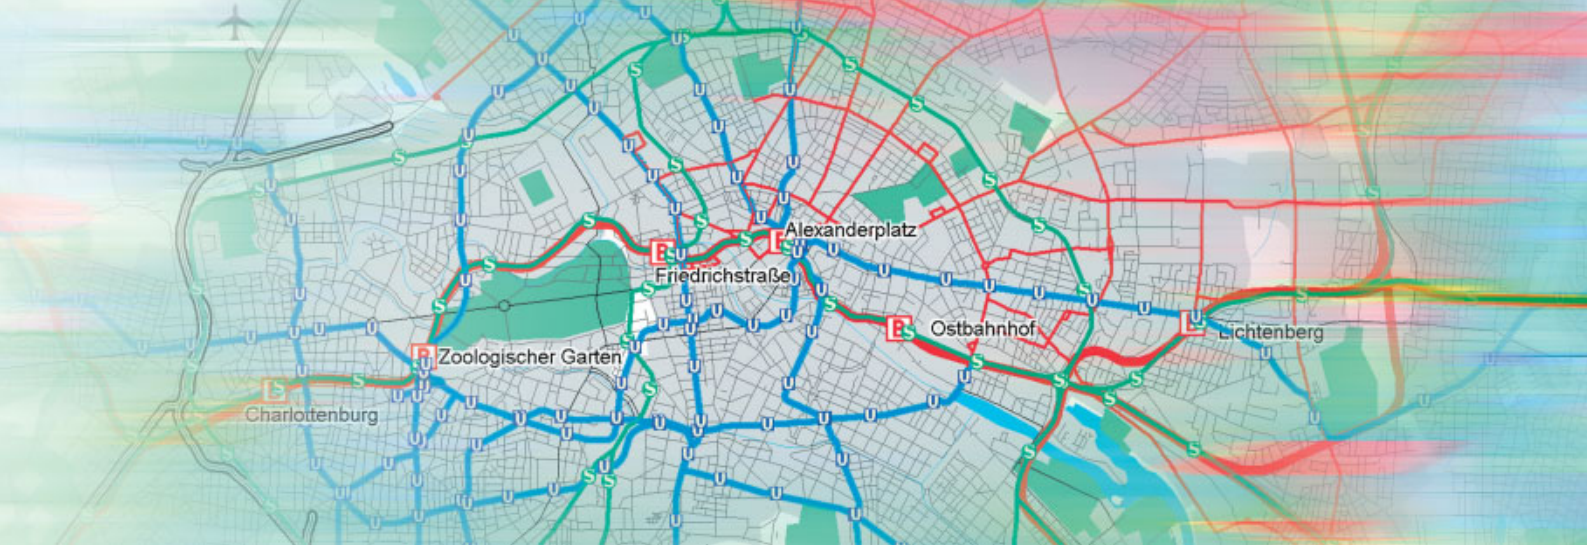 Alexanderplatz
Friedrichstraße
Ostbahnhof
Lichtenberg
Zoologischer Garten
Charlottenburg